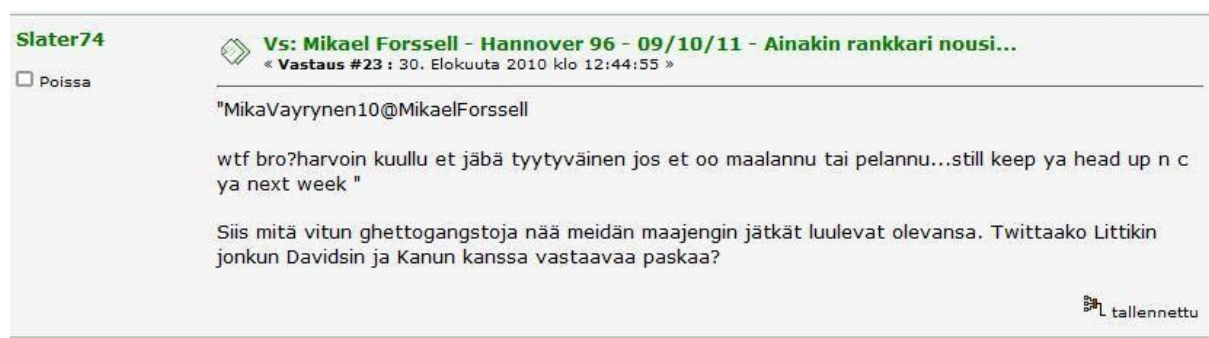 Slater74
Poissa
Vs: Mikael Forssell - Hannover 96 - 09/10/11 - Ainakin rankkari nousi...
« Vastaus #23 : 30. Elokuuta 2010 klo 12:44:55 »
"MikaVayrynen10@MikaelForssell
wtf bro?harvoin kuullu et jäbä tyytyväinen jos et oo maalannu tai pelannu...still keep ya head up n c
ya next week "
Siis mitä vitun ghettogangstoja nää meidän maajengin jätkät luulevat olevansa. Twittaako Littikin
jonkun Davidsin ja Kanun kanssa vastaavaa paskaa?
tallennettu